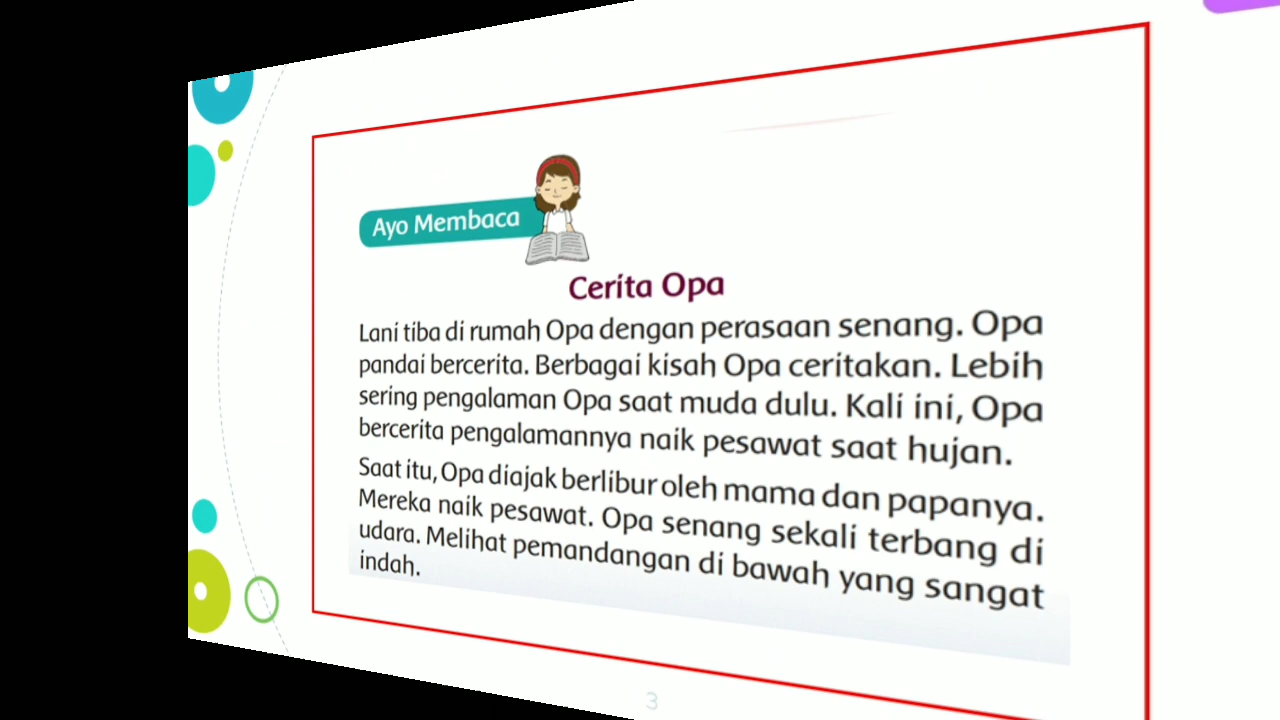 Ayo Membaca
Cerita Opa
Lani tiba di rumah Opa dengan perasaan senang. Opa
pandai bercerita. Berbagai kisah Opa ceritakan. Lebih
sering pengalaman Opa saat muda dulu. Kali ini, Opa
bercerita pengalamannya naik pesawat saat hujan.
Saat itu, Opa diajak berlibur oleh mama dan papanya.
Mereka naik pesawat. Opa senang sekali terbang di
udara. Melihat pemandangan di bawah yang sangat
indah.
3